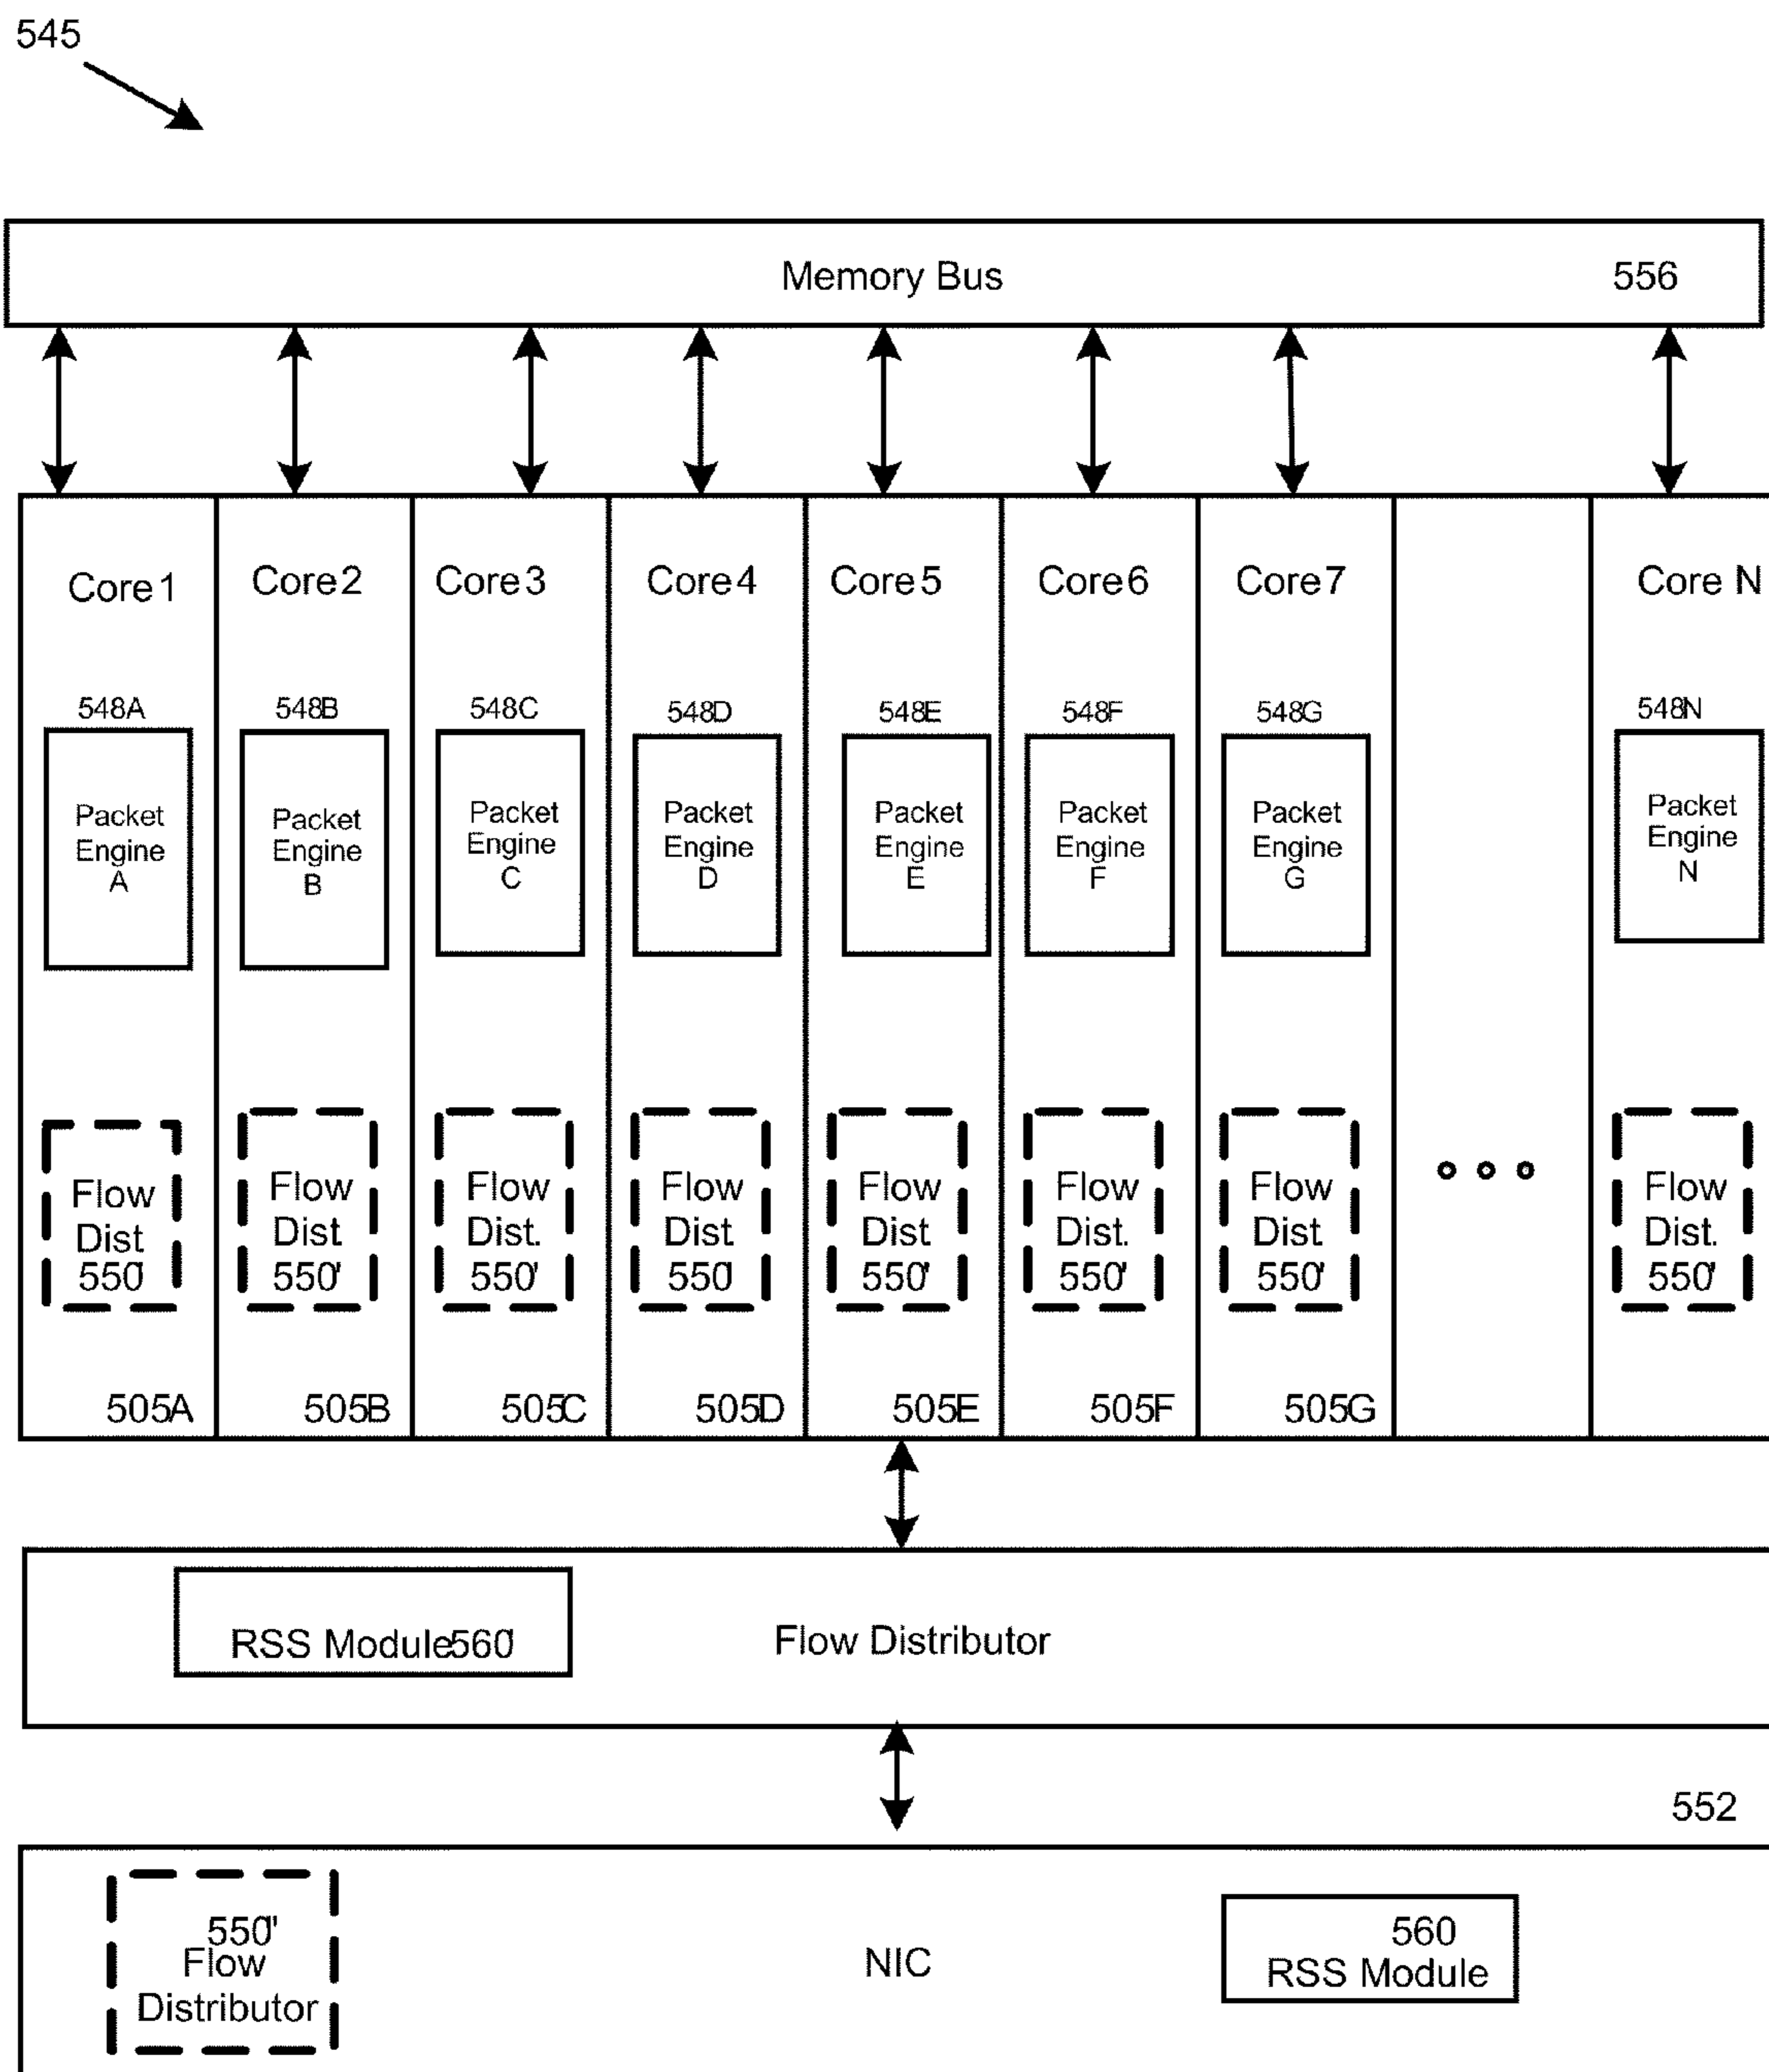 545
Memory Bus 556
Core 1 Core 2 Core 3 Core 4 Core 5 Core 6 Core 7 Core N
548A 548B 548C 548D 548E 548F 548G 548N
Packet Engine A
Packet Engine B
Packet Engine C
Packet Engine D
Packet Engine E
Packet Engine F
Packet Engine G
Packet Engine N
Flow Dist 550'
Flow Dist 550'
Flow Dist. 550'
Flow Dist 550'
Flow Dist 550'
Flow Dist. 550'
Flow Dist 550'
Flow Dist. 550'
505A 505B 505C 505D 505E 505F 505G
RSS Module 560' Flow Distributor
552
550"
Flow
Distributor
NIC
560
RSS Module